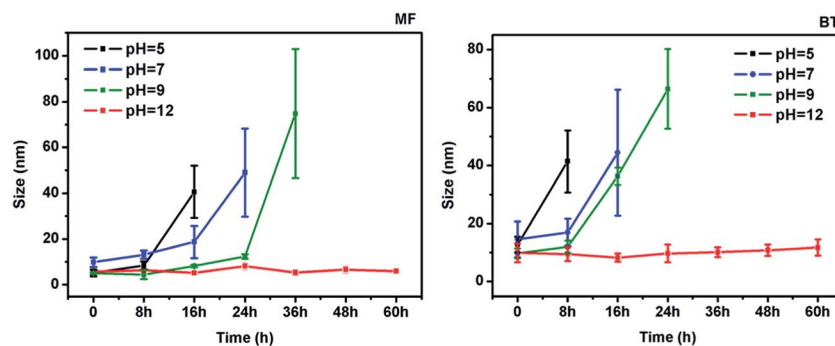 MF
100
80
60
40
20
0
Size (nm)
pH=5
pH=7
pH=9
pH=12
0 8h 16h 24h 36h 48h 60h
Time (h)
BT
80
60
40
20
0
Size (nm)
pH=5
pH=7
pH=9
pH=12
0 8h 16h 24h 36h 48h 60h
Time (h)